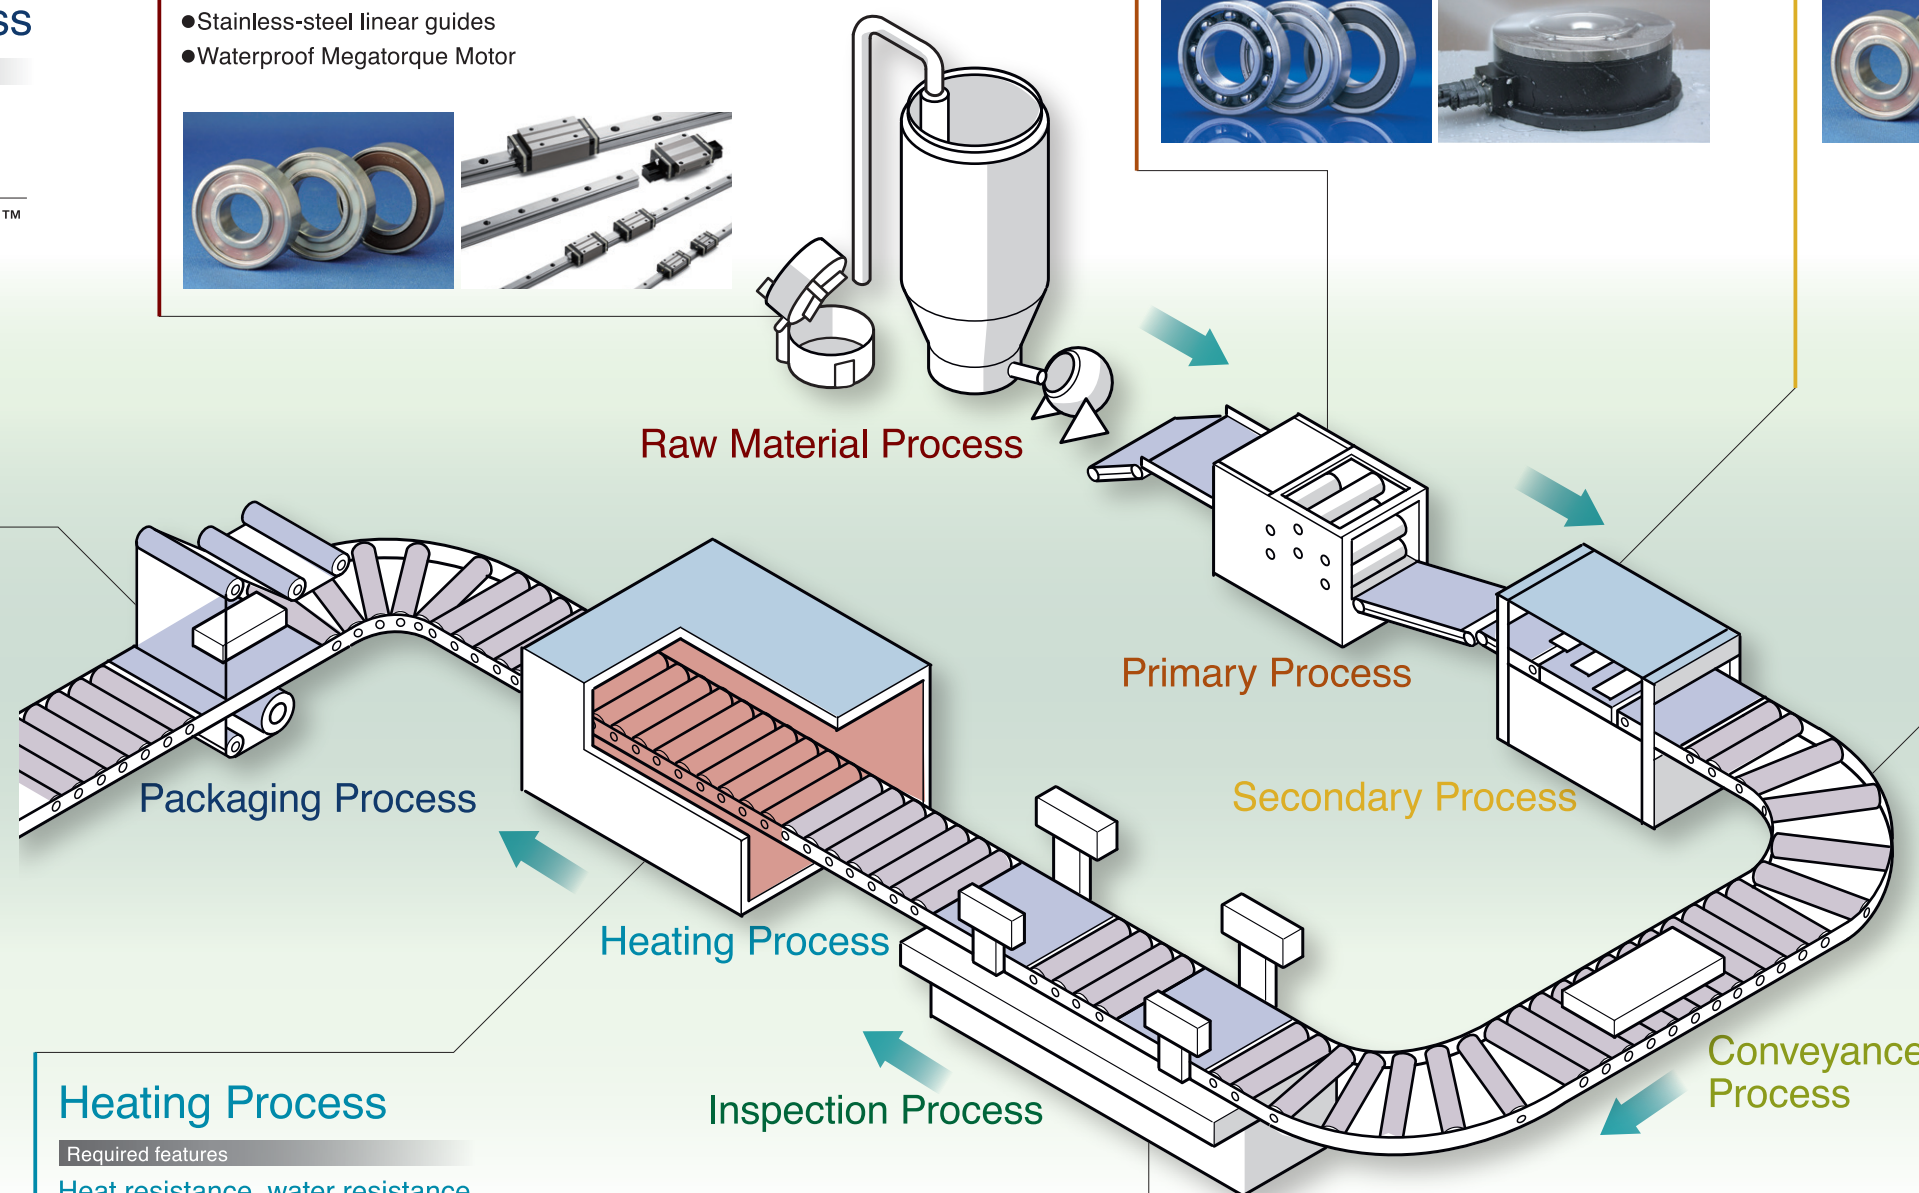 ss
™
●Stainless-steel linear guides
●Waterproof Megatorque Motor
Raw Material Process
Primary Process
Secondary Process
Packaging Process
Heating Process
Conveyance
Process
Inspection Process
Heating Process
Required features
Heat resistance, water resistance